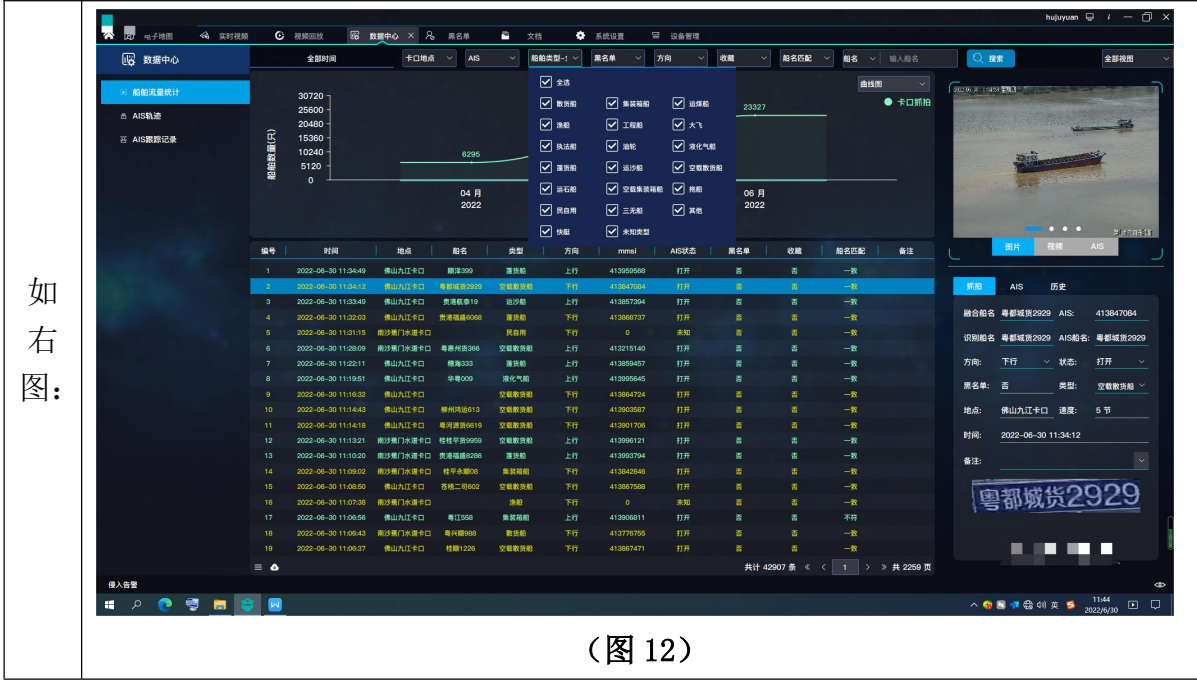 如
右
图：
hujuyuan
电子地图 实时视频 视频回放 数据中心 × 黑名单 文档 系统设置 设备管理
数据中心
船舶流量统计
AIS轨迹
AIS跟踪记录
全部时间 卡口地点 AIS 船舶类型-1 黑名单 方向 收藏 船名匹配 船名 输入船名 搜索 全部视图
全选
散货船 集装箱船 运煤船
渔船 工程船 大飞
执法船 油轮 液化气船
蓬货船 运沙船 空载散货船
运石船 空载集装箱船 拖船
民自用 三无船 其他
快艇 未知类型
曲线图
卡口抓拍
船舶数量(只)
30720
25600
20480
15360
10240
5120
0
6295
23327
04 月
2022
06 月
2022
编号 时间 地点 船名 类型 方向 mmsi AIS状态 黑名单 收藏 船名匹配 备注
1 2022-06-30 11:34:49 佛山九江卡口 顺泽399 蓬货船 上行 413959568 打开 否 否 一致
2 2022-06-30 11:34:12 佛山九江卡口 粤都城货2929 空载散货船 下行 413847084 打开 否 否 一致
3 2022-06-30 11:33:49 佛山九江卡口 贵港航泰19 运沙船 上行 413857394 打开 否 否 一致
4 2022-06-30 11:32:03 佛山九江卡口 贵港福盛6068 蓬货船 下行 413868737 打开 否 否 一致
5 2022-06-30 11:31:15 南沙蕉门水道卡口 民自用 下行 0 未知 否 否 一致
6 2022-06-30 11:28:09 南沙蕉门水道卡口 粤惠州货366 空载散货船 上行 413215140 打开 否 否 一致
7 2022-06-30 11:22:11 佛山九江卡口 穗海333 蓬货船 上行 413859457 打开 否 否 一致
8 2022-06-30 11:19:51 佛山九江卡口 华粤009 液化气船 上行 413995645 打开 否 否 一致
9 2022-06-30 11:16:32 佛山九江卡口 空载散货船 下行 413864724 打开 否 否 一致
10 2022-06-30 11:14:43 佛山九江卡口 柳州鸿运613 空载散货船 下行 413903587 打开 否 否 一致
11 2022-06-30 11:14:18 佛山九江卡口 粤河源货6619 空载散货船 下行 413901706 打开 否 否 一致
12 2022-06-30 11:13:21 南沙蕉门水道卡口 桂桂平货9959 空载散货船 上行 413996121 打开 否 否 一致
13 2022-06-30 11:10:20 南沙蕉门水道卡口 贵港福盛8286 蓬货船 上行 413993794 打开 否 否 一致
14 2022-06-30 11:09:02 南沙蕉门水道卡口 桂平永顺08 集装箱船 下行 413842846 打开 否 否 一致
15 2022-06-30 11:08:50 佛山九江卡口 苍梧二司602 空载散货船 下行 413867588 打开 否 否 一致
16 2022-06-30 11:07:38 南沙蕉门水道卡口 渔船 下行 0 未知 否 否 一致
17 2022-06-30 11:06:56 佛山九江卡口 粤江558 集装箱船 上行 413906811 打开 否 否 不符
18 2022-06-30 11:06:43 南沙蕉门水道卡口 粤兴顺988 散货船 下行 413776755 打开 否 否 一致
19 2022-06-30 11:06:37 佛山九江卡口 桂顺1226 空载散货船 下行 413867471 打开 否 否 一致
共计 42907 条 《 < 1 > 》 共 2259 页
图片 视频 AIS
抓拍 AIS 历史
融合船名 粤都城货2929 AIS: 413847084
识别船名 粤都城货2929 AIS船名: 粤都城货2929
方向: 下行 状态: 打开
黑名单: 否 类型: 空载散货船
地点: 佛山九江卡口 速度: 5 节
时间: 2022-06-30 11:34:12
备注:
粤都城货2929
侵入告警
英
11:44
2022/6/30
（图 12）